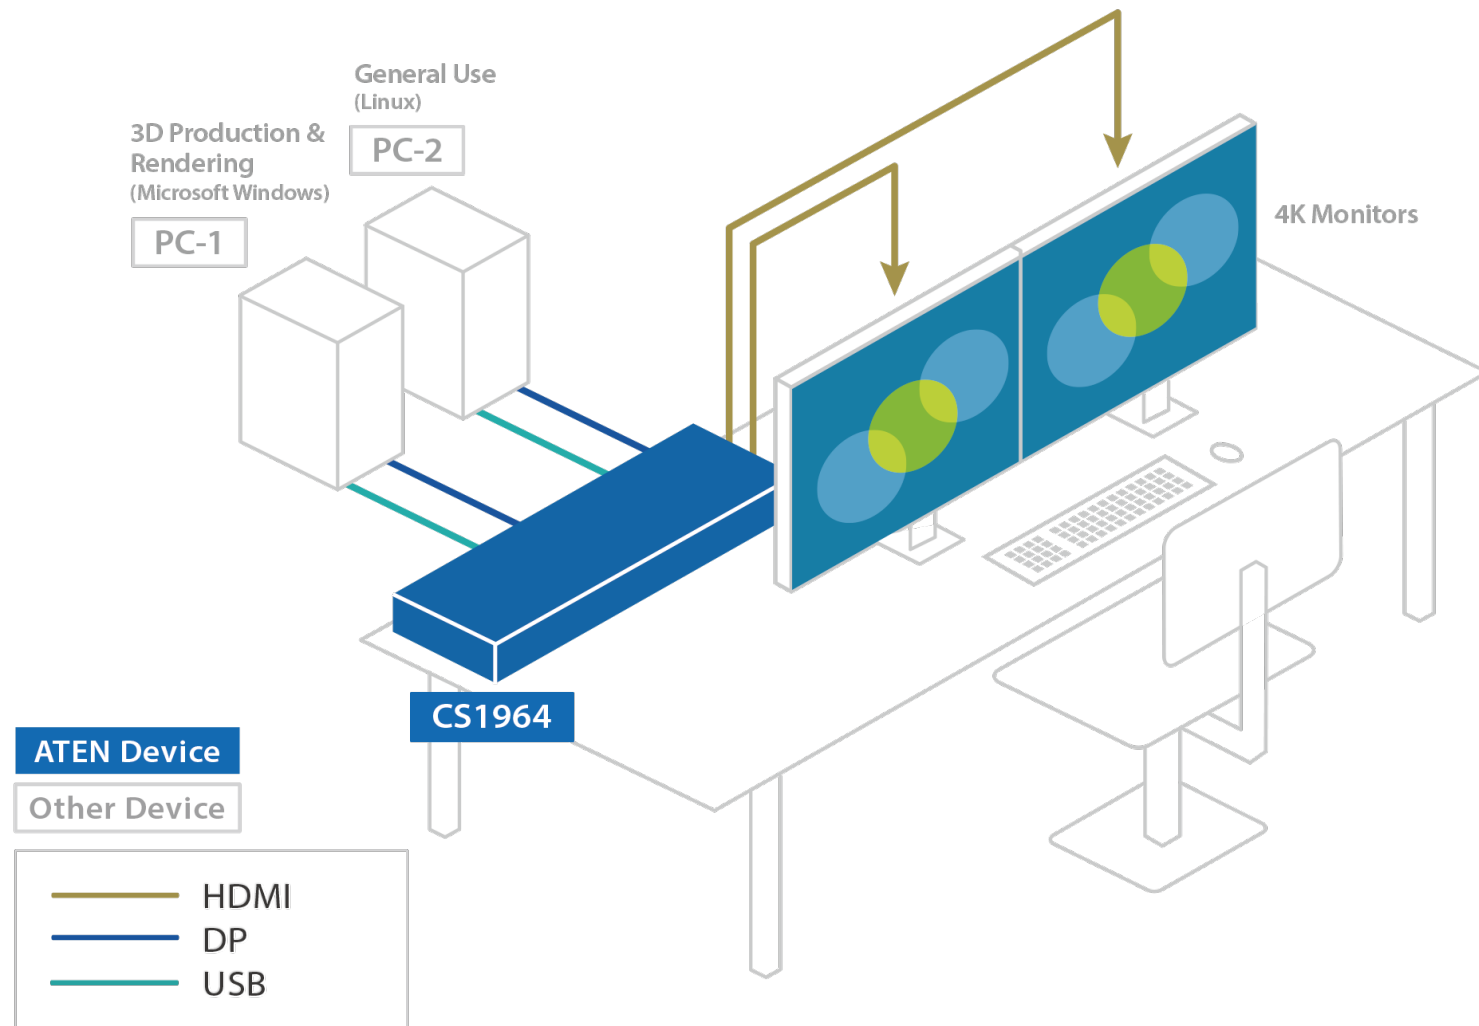 General Use
(Linux)
PC-2
3D Production &
Rendering
(Microsoft Windows)
PC-1
4K Monitors
CS1964
ATEN Device
Other Device
HDMI
DP
USB